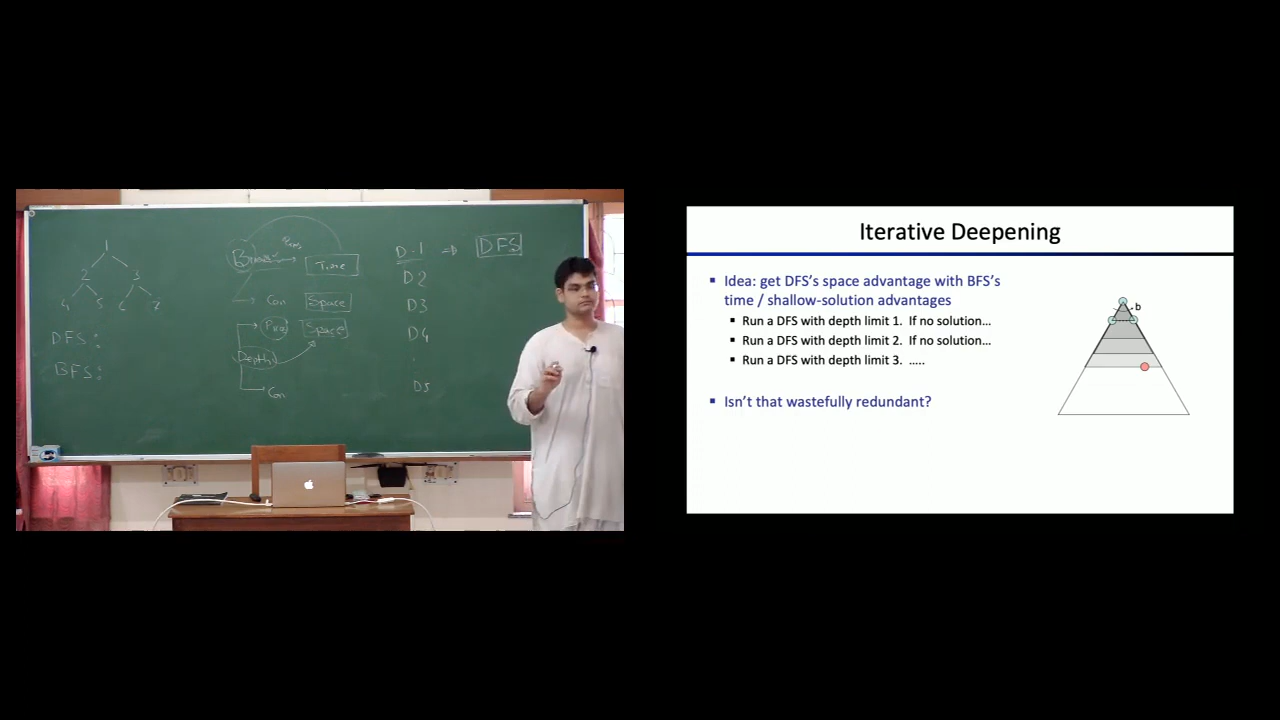 1
2 3
4 5 6 7
DFS:
BFS:
Time
Con Space
Space
Depth
Con
D-1 ⇒ DFS
D2
D3
D4
⋮
D5
Iterative Deepening
▪ Idea: get DFS's space advantage with BFS's
time / shallow-solution advantages
▪ Run a DFS with depth limit 1. If no solution...
▪ Run a DFS with depth limit 2. If no solution...
▪ Run a DFS with depth limit 3. .....
▪ Isn't that wastefully redundant?
b